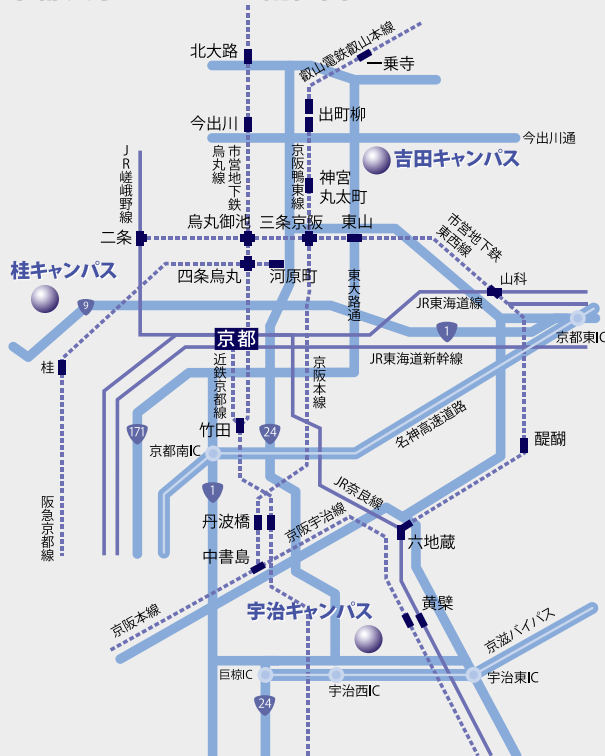 北大路
叡山電鉄叡山本線
一乗寺
出町柳
今出川
今出川通
JR嵯峨野線
市営地下鉄
烏丸線
京阪鴨東線
吉田キャンパス
神宮
丸太町
二条
烏丸御池
三条京阪
東山
市営地下鉄
東西線
桂キャンパス
四条烏丸
河原町
東大路通
山科
JR東海道線
9
1
京都東IC
京都
JR東海道新幹線
桂
近鉄京都線
京阪本線
名神高速道路
171
竹田
24
京都南IC
醍醐
1
JR奈良線
阪急京都線
丹波橋
京阪宇治線
六地蔵
中書島
宇治キャンパス
黄檗
京阪本線
京滋バイパス
巨椋IC
宇治西IC
宇治東IC
24